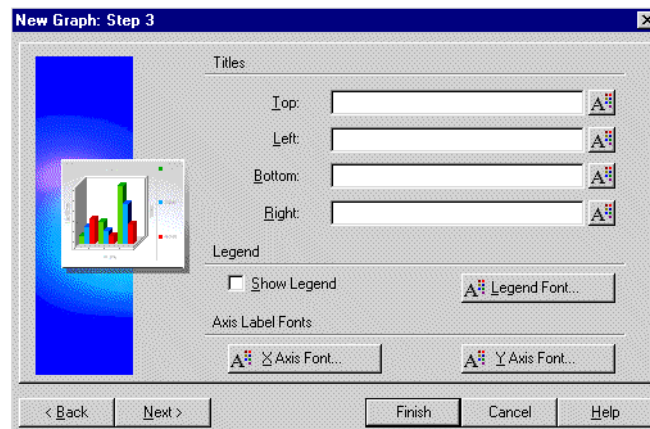 New Graph: Step 3
Titles
Top:
Left:
Bottom:
Right:
Legend
Show Legend
Legend Font...
Axis Label Fonts
X Axis Font...
Y Axis Font...
< Back Next > Finish Cancel Help